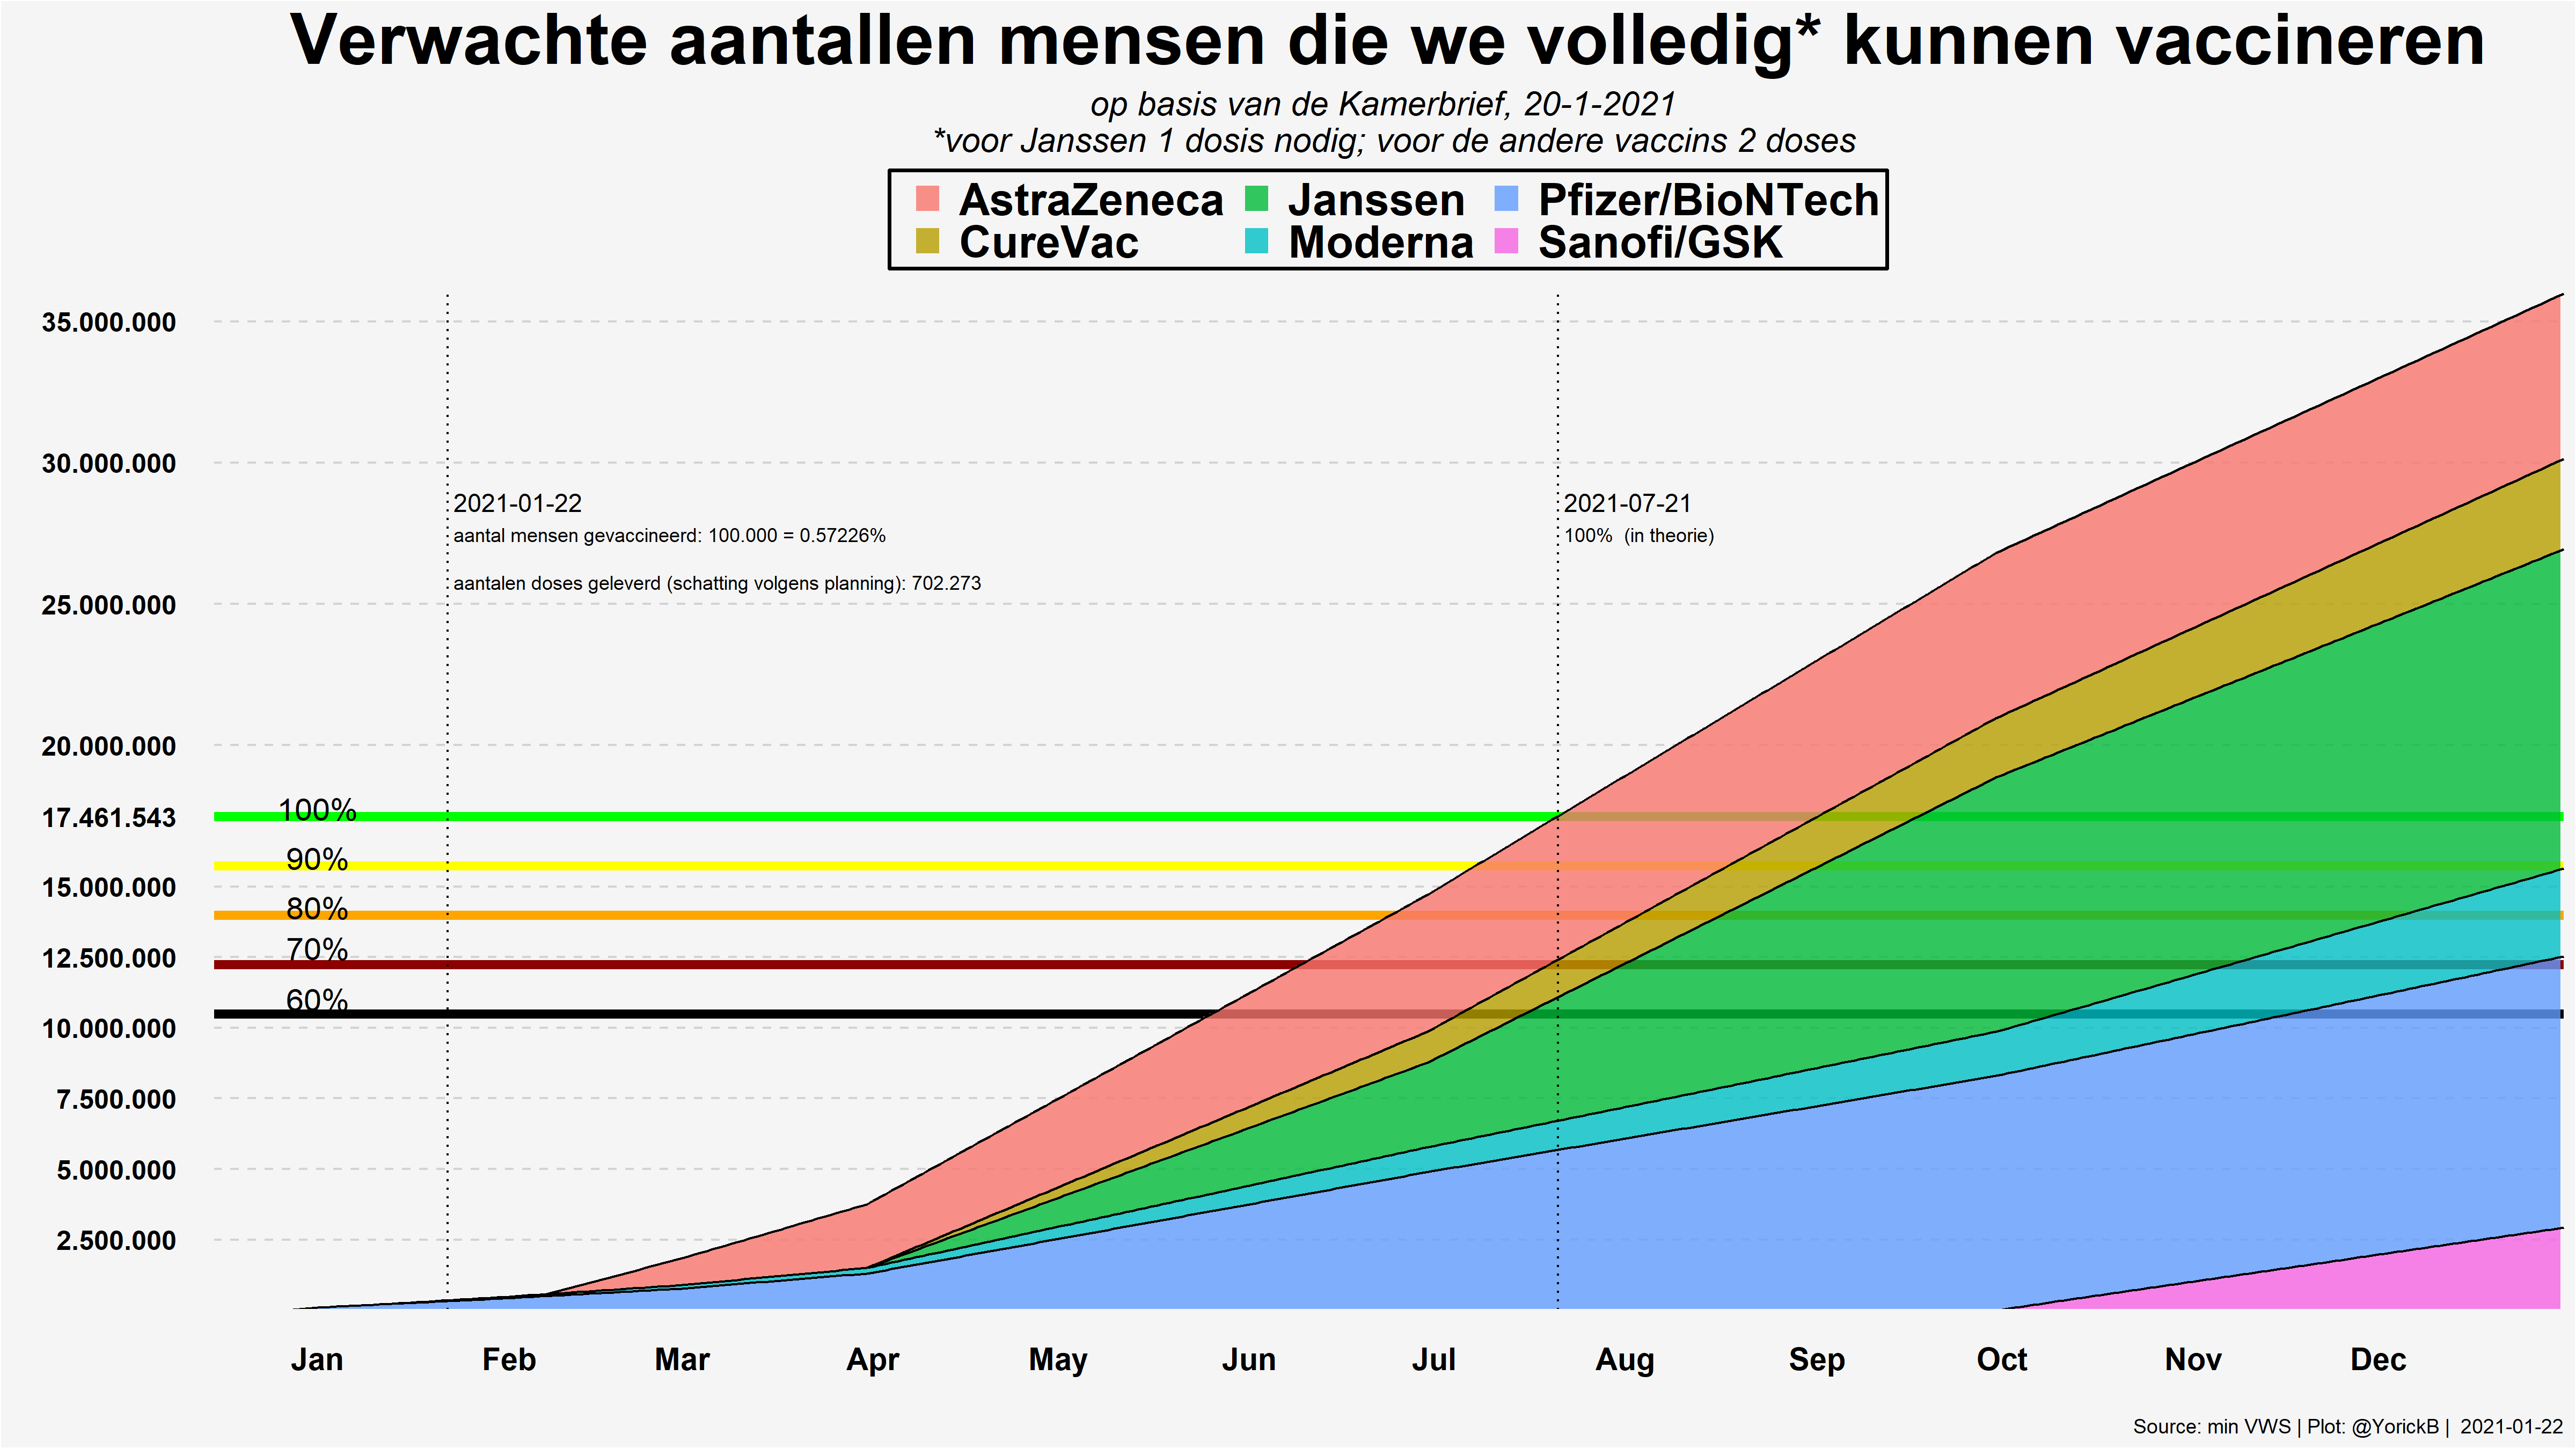 Verwachte aantallen mensen die we volledig* kunnen vaccineren
op basis van de Kamerbrief, 20-1-2021
*voor Janssen 1 dosis nodig; voor de andere vaccins 2 doses
AstraZeneca Janssen Pfizer/BioNTech
CureVac Moderna Sanofi/GSK
35.000.000
30.000.000
2021-01-22
aantal mensen gevaccineerd: 100.000 = 0.57226%
aantalen doses geleverd (schatting volgens planning): 702.273
2021-07-21
100% (in theorie)
25.000.000
20.000.000
17.461.543
100%
90%
15.000.000
80%
12.500.000
70%
60%
10.000.000
7.500.000
5.000.000
2.500.000
Jan Feb Mar Apr May Jun Jul Aug Sep Oct Nov Dec
Source: min VWS | Plot: @YorickB | 2021-01-22